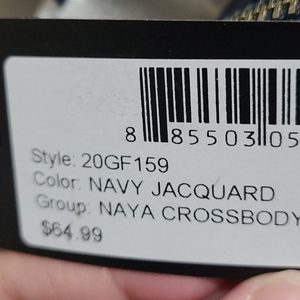 8 85503 05
Style: 20GF159
Color: NAVY JACQUARD
Group: NAYA CROSSBODY
$64.99